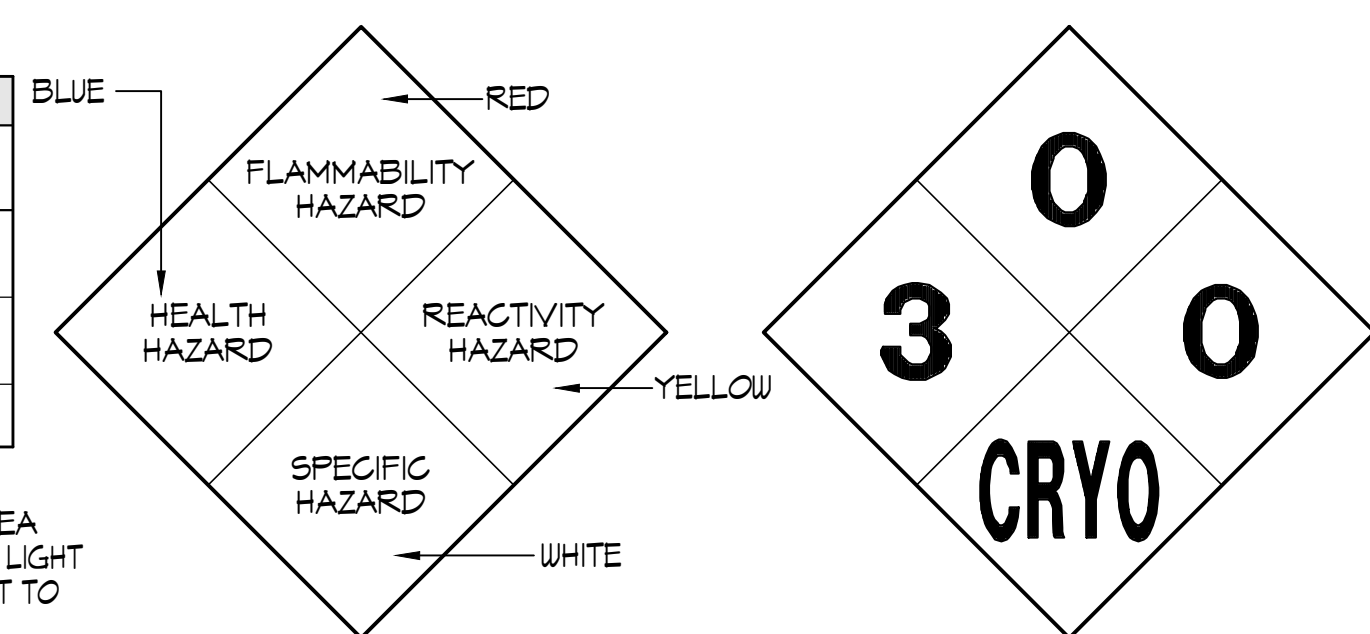 BLUE
RED
FLAMMABILITY
HAZARD
HEALTH
HAZARD
REACTIVITY
HAZARD
YELLOW
SPECIFIC
HAZARD
WHITE
LIGHT
TO
0
3
0
CRYO